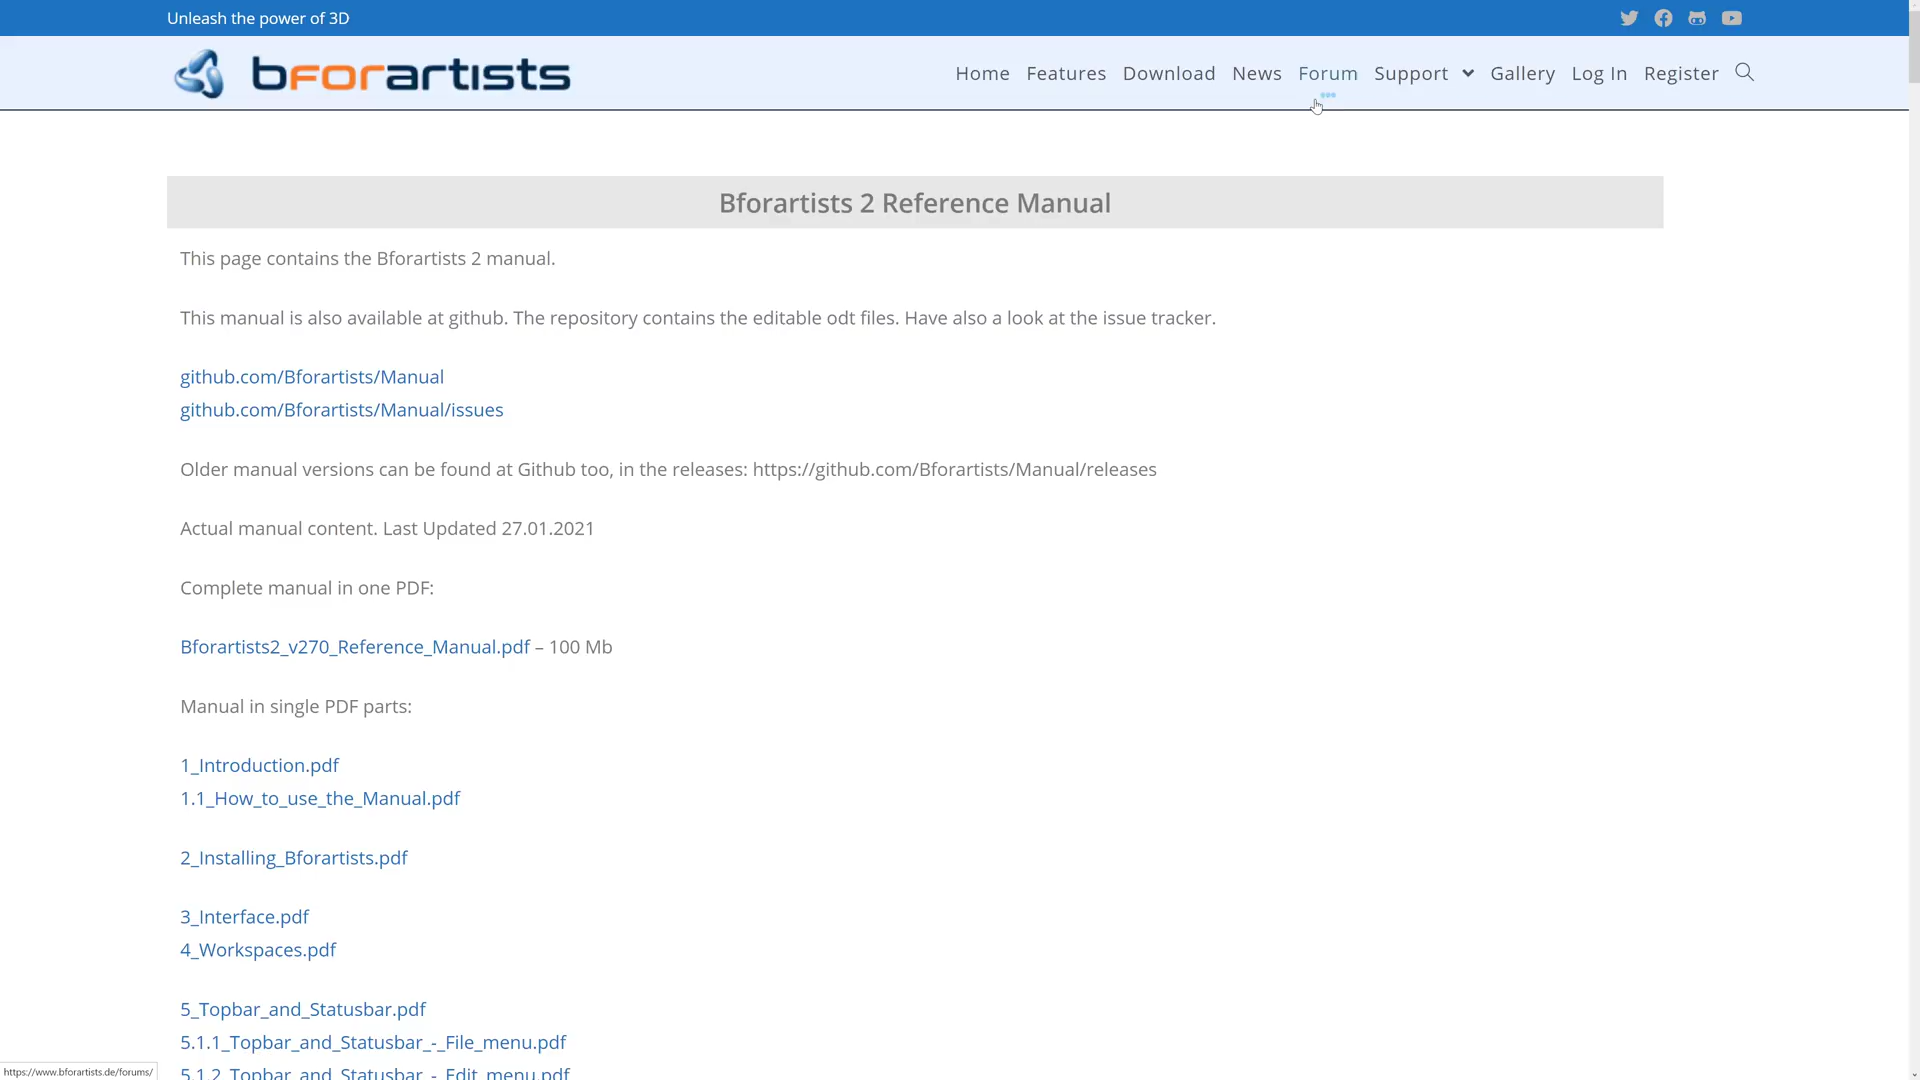 Unleash the power of 3D
bforartists
Home Features Download News Forum Support Gallery Log In Register
Bforartists 2 Reference Manual
This page contains the Bforartists 2 manual.
This manual is also available at github. The repository contains the editable odt files. Have also a look at the issue tracker.
github.com/Bforartists/Manual
github.com/Bforartists/Manual/issues
Older manual versions can be found at Github too, in the releases: https://github.com/Bforartists/Manual/releases
Actual manual content. Last Updated 27.01.2021
Complete manual in one PDF:
Bforartists2_v270_Reference_Manual.pdf – 100 Mb
Manual in single PDF parts:
1_Introduction.pdf
1.1_How_to_use_the_Manual.pdf
2_Installing_Bforartists.pdf
3_Interface.pdf
4_Workspaces.pdf
5_Topbar_and_Statusbar.pdf
5.1.1_Topbar_and_Statusbar_-_File_menu.pdf
5.1.2_Topbar_and_Statusbar_-_Edit_menu.pdf
https://www.bforartists.de/forums/